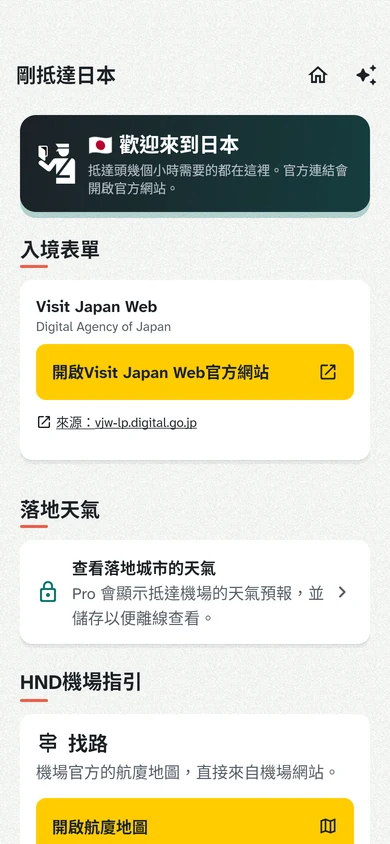 剛抵達日本
🇯🇵 歡迎來到日本
抵達頭幾個小時需要的都在這裡。官方連結會
開啟官方網站。
入境表單
Visit Japan Web
Digital Agency of Japan
開啟Visit Japan Web官方網站
來源：vjw-lp.digital.go.jp
落地天氣
查看落地城市的天氣
Pro 會顯示抵達機場的天氣預報，並
儲存以便離線查看。
HND機場指引
找路
機場官方的航廈地圖，直接來自機場網站。
開啟航廈地圖